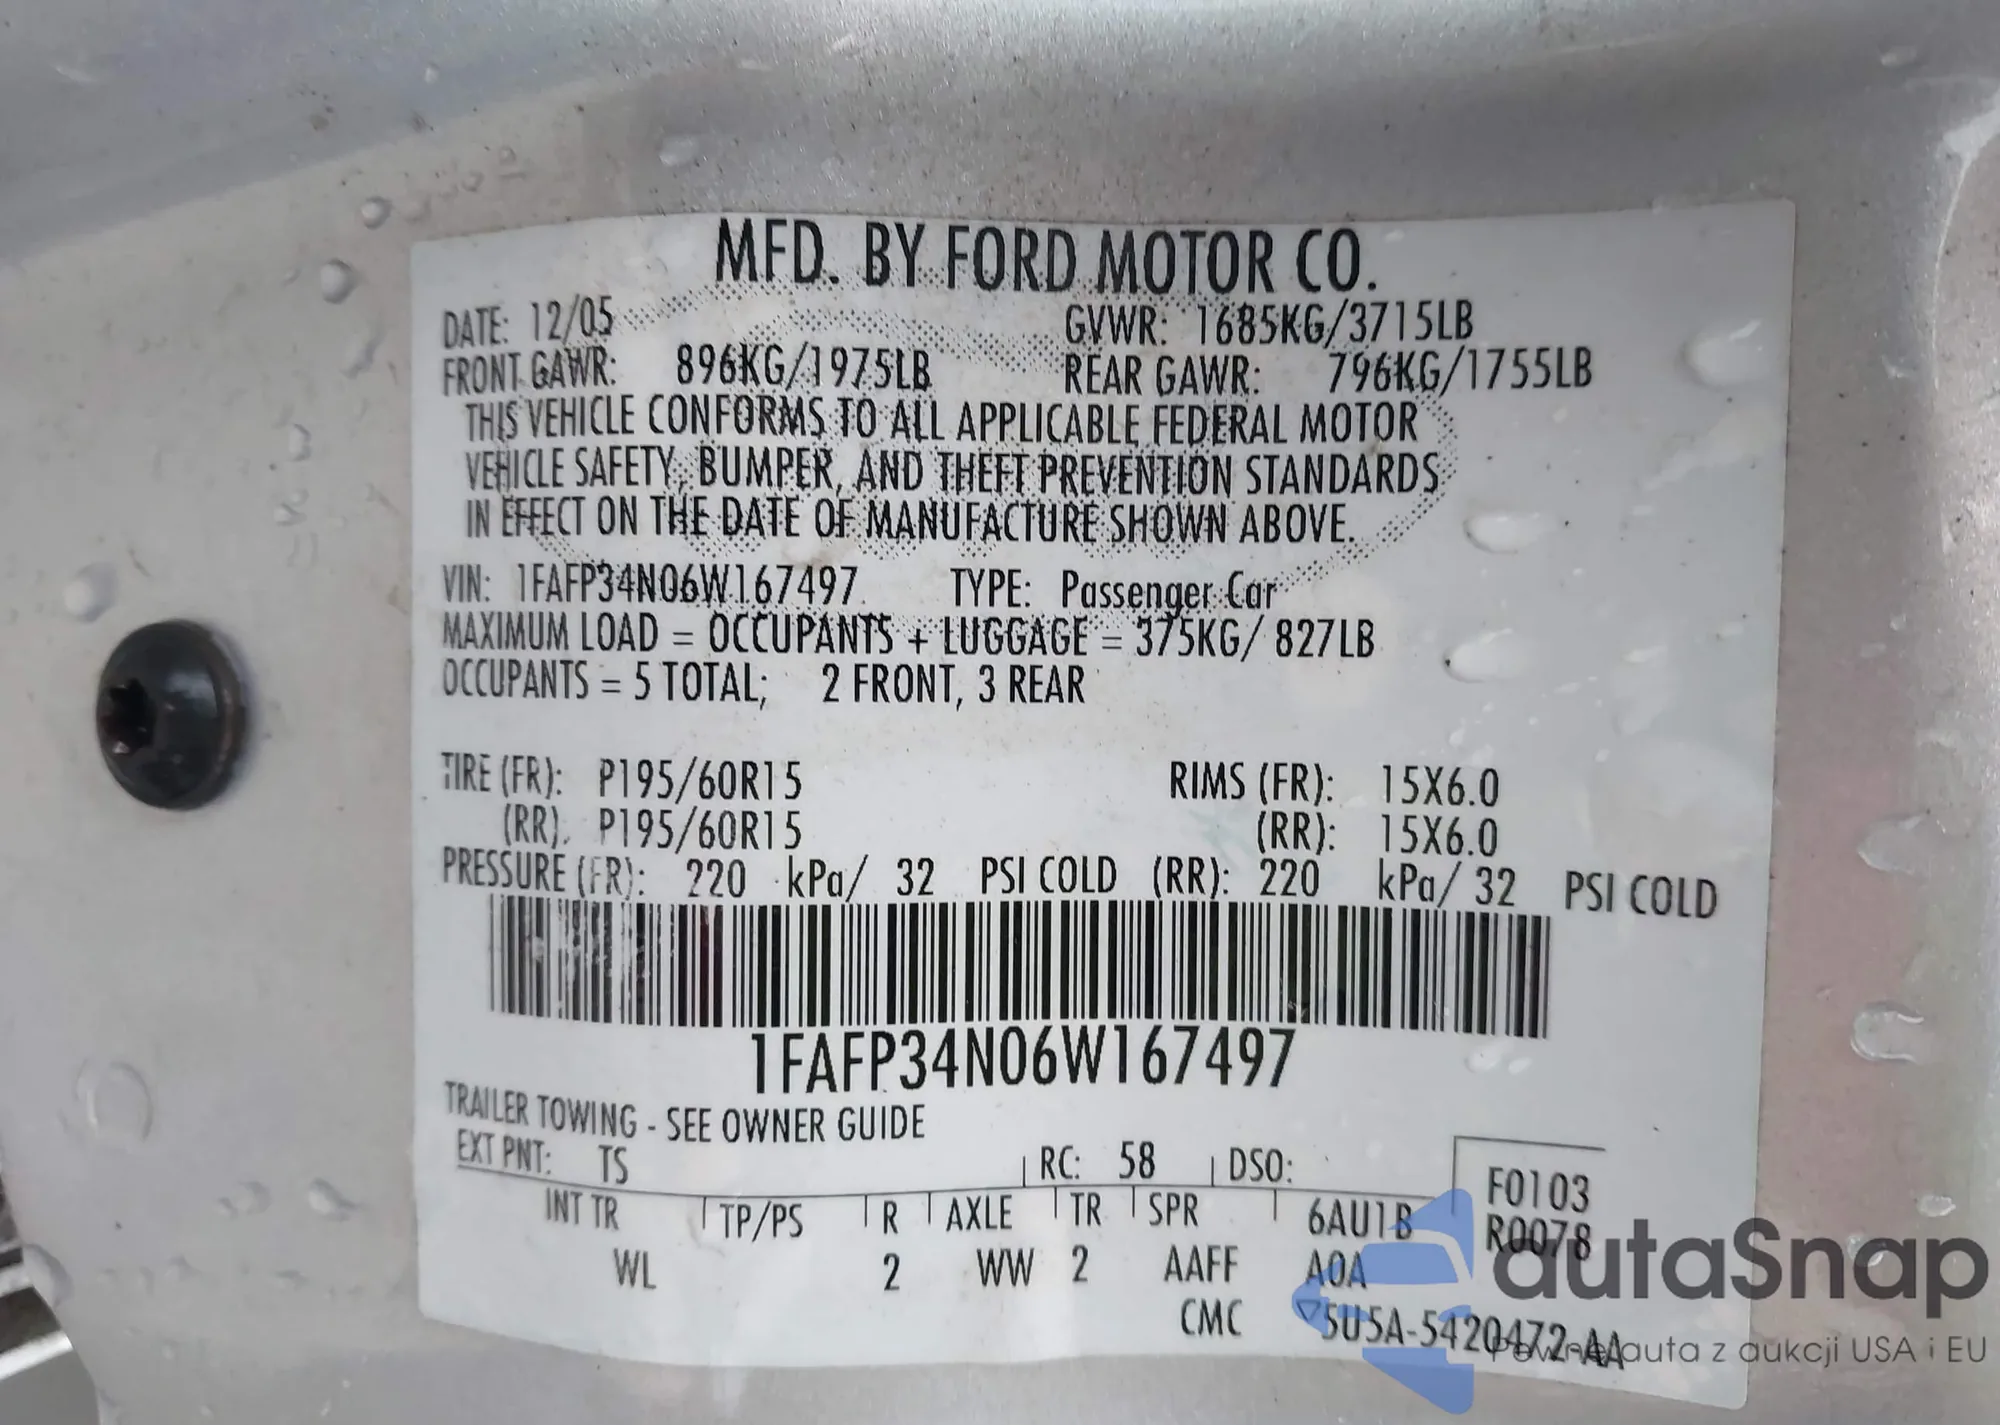 MFD. BY FORD MOTOR CO.
DATE: 12/05 GVWR: 1685KG/3715LB
FRONT GAWR: 896KG/1975LB REAR GAWR: 796KG/1755LB
THIS VEHICLE CONFORMS TO ALL APPLICABLE FEDERAL MOTOR
VEHICLE SAFETY, BUMPER, AND THEFT PREVENTION STANDARDS
IN EFFECT ON THE DATE OF MANUFACTURE SHOWN ABOVE.
VIN: 1FAFP34N06W167497 TYPE: Passenger Car
MAXIMUM LOAD = OCCUPANTS + LUGGAGE = 375KG/ 827LB
OCCUPANTS = 5 TOTAL; 2 FRONT, 3 REAR
TIRE (FR): P195/60R15 RIMS (FR): 15X6.0
(RR): P195/60R15 (RR): 15X6.0
PRESSURE (FR): 220 kPa/ 32 PSI COLD (RR): 220 kPa/ 32 PSI COLD
1FAFP34N06W167497
TRAILER TOWING - SEE OWNER GUIDE
EXT PNT: TS RC: 58 DSO:
F0103
INT TR TP/PS R AXLE TR SPR 6AU1B R0078
WL 2 WW 2 AAFF A0A
CMC ▽5U5A-5420472-AA
autaSnap
Pewne auta z aukcji USA i EU